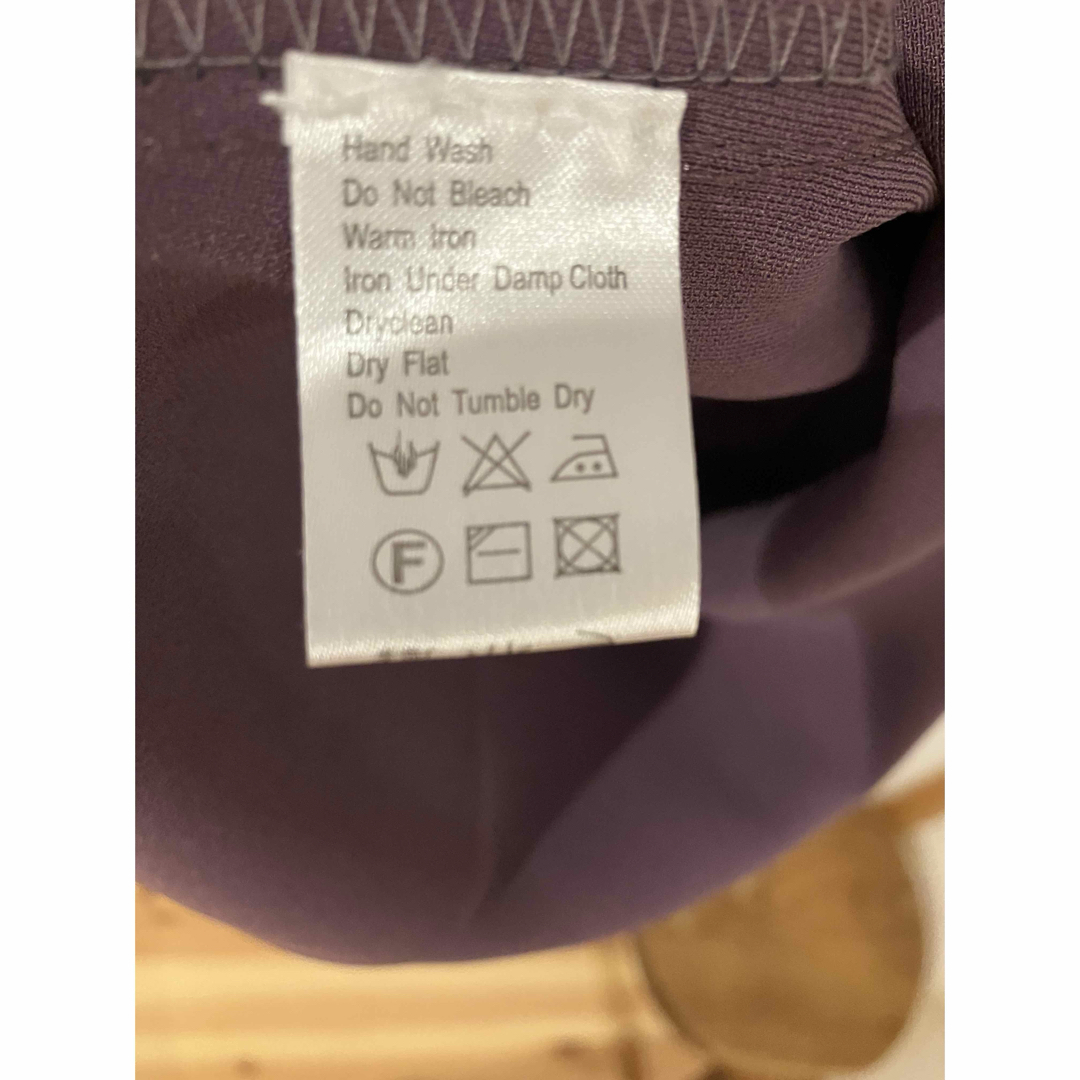 Hand Wash
Do Not Bleach
Warm Iron
Iron Under Damp Cloth
Dryclean
Dry Flat
Do Not Tumble Dry
F